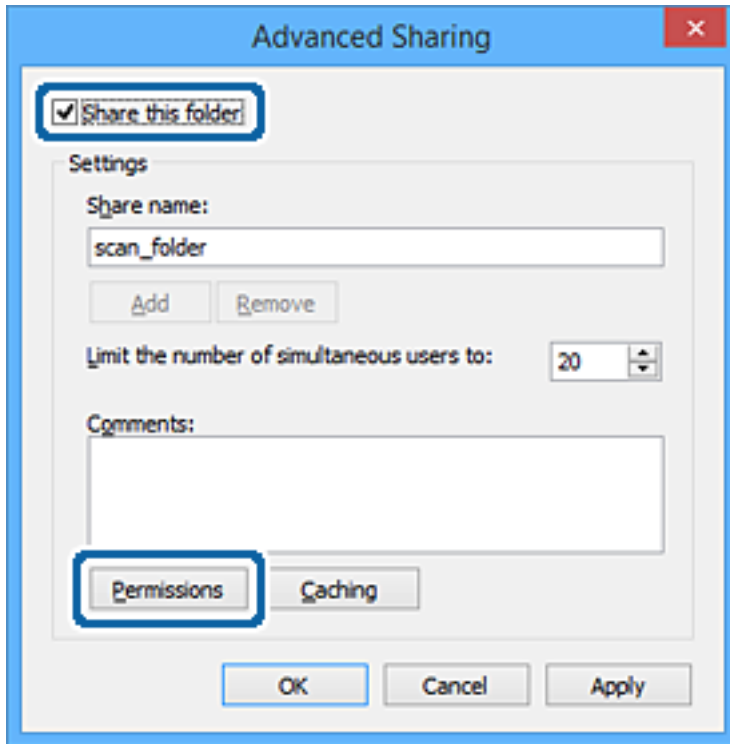 Advanced Sharing
Share this folder
Settings
Share name:
scan_folder
Add Remove
Limit the number of simultaneous users to: 20
Comments:
Permissions Caching
OK Cancel Apply